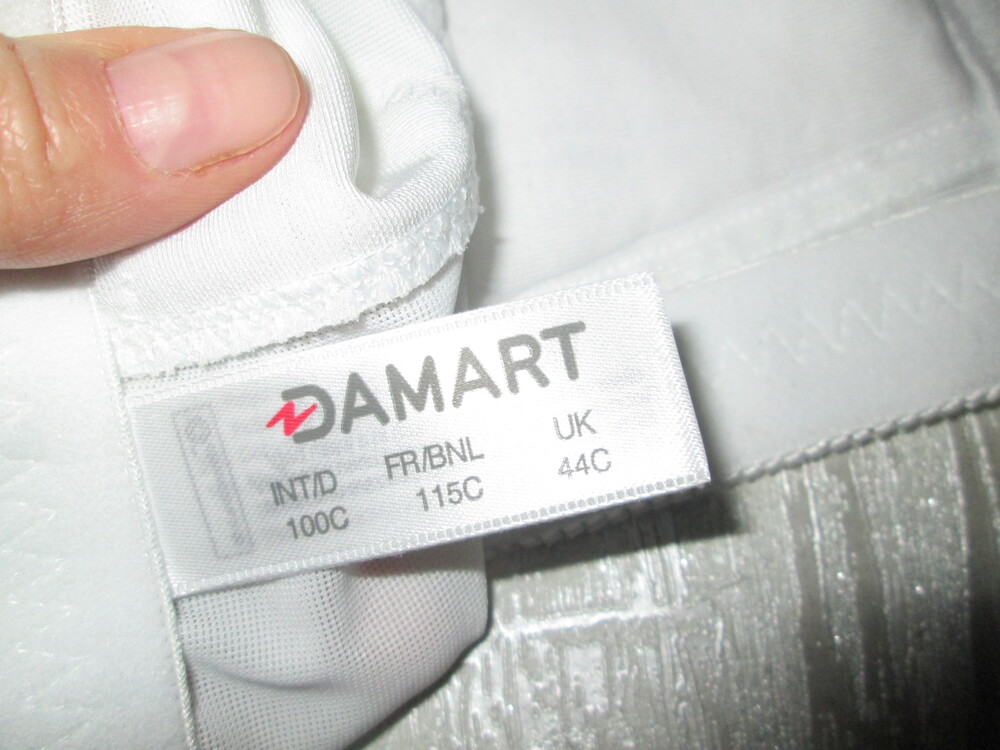 DAMART
INT/D FR/BNL UK
100C 115C 44C